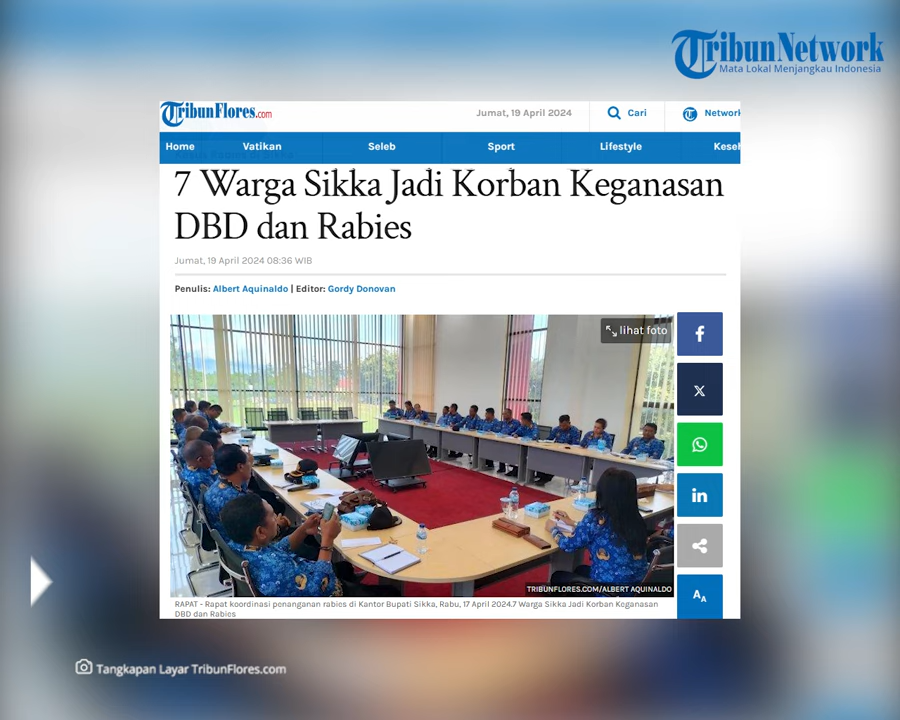 TribunNetwork
Mata Lokal Menjangkau Indonesia
TribunFlores.com
Jumat, 19 April 2024
Cari
Network
Home Vatikan Seleb Sport Lifestyle Keseh
7 Warga Sikka Jadi Korban Keganasan
DBD dan Rabies
Jumat, 19 April 2024 08:36 WIB
Penulis: Albert Aquinaldo | Editor: Gordy Donovan
lihat foto
TRIBUNFLORES.COM/ALBERT AQUINALDO
RAPAT - Rapat koordinasi penanganan rabies di Kantor Bupati Sikka, Rabu, 17 April 2024.7 Warga Sikka Jadi Korban Keganasan
DBD dan Rabies
AA
Tangkapan Layar TribunFlores.com